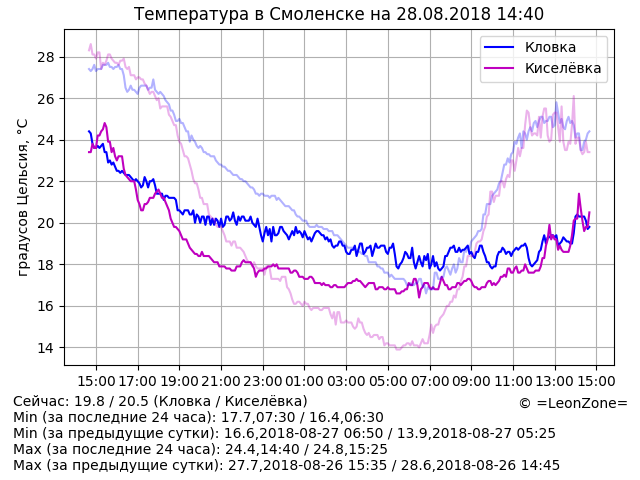 Температура в Смоленске на 28.08.2018 14:40
Кловка
Киселёвка
градусов Цельсия, °C
28
26
24
22
20
18
16
14
15:00 17:00 19:00 21:00 23:00 01:00 03:00 05:00 07:00 09:00 11:00 13:00 15:00
Сейчас: 19.8 / 20.5 (Кловка / Киселёвка)
© =LeonZone=
Min (за последние 24 часа): 17.7,07:30 / 16.4,06:30
Min (за предыдущие сутки): 16.6,2018-08-27 06:50 / 13.9,2018-08-27 05:25
Max (за последние 24 часа): 24.4,14:40 / 24.8,15:25
Max (за предыдущие сутки): 27.7,2018-08-26 15:35 / 28.6,2018-08-26 14:45